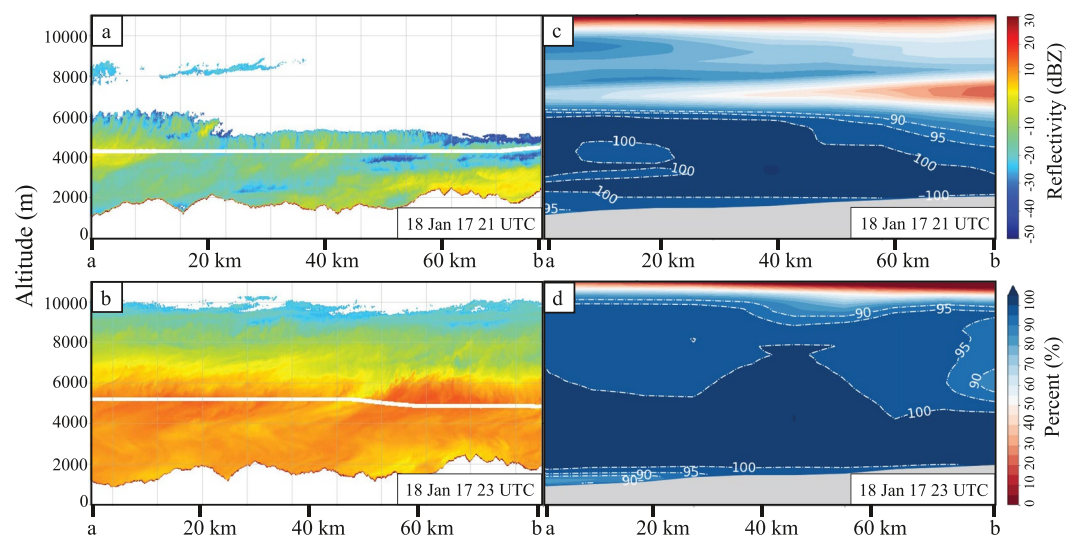 a
10000
8000
6000
4000
2000
0
18 Jan 17 21 UTC
a
20 km
40 km
60 km
b
c
90
95
100
100
100
100
100
95
18 Jan 17 21 UTC
a
20 km
40 km
60 km
b
30
20
10
0
-10
-20
-30
-40
-50
Reflectivity (dBZ)
Altitude (m)
b
10000
8000
6000
4000
2000
0
18 Jan 17 23 UTC
a
20 km
40 km
60 km
b
d
90
95
95
90
100
100
95
90
90
18 Jan 17 23 UTC
a
20 km
40 km
60 km
b
100
90
80
70
60
50
40
30
20
10
0
Percent (%)